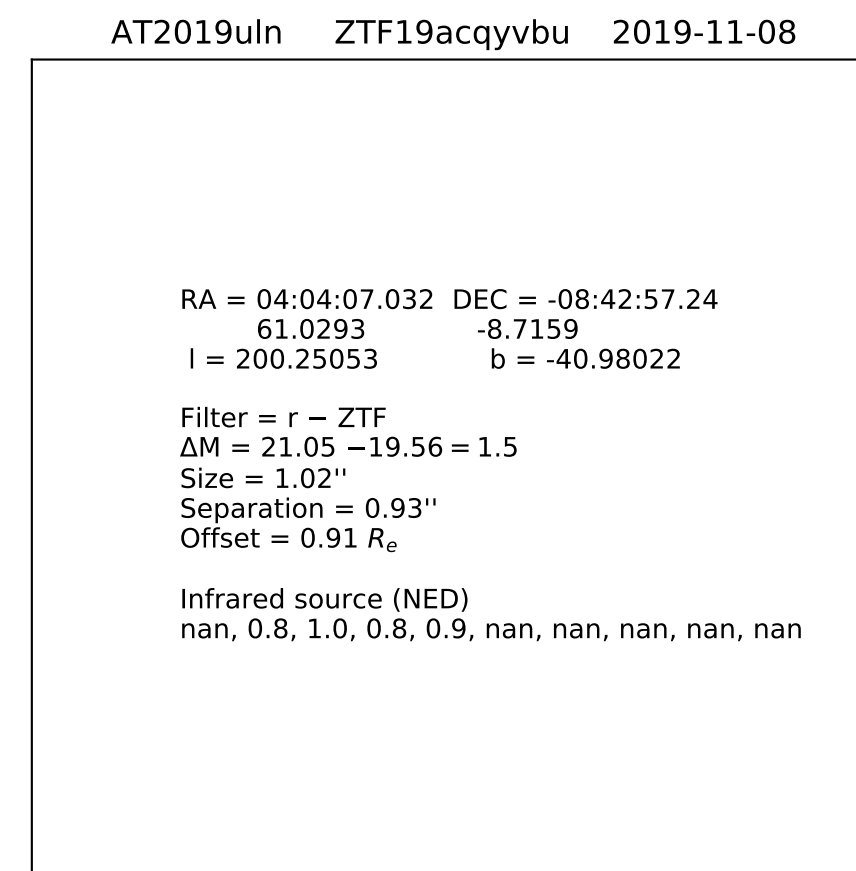 AT2019uln ZTF19acqyvbu 2019-11-08
RA = 04:04:07.032 DEC = -08:42:57.24
61.0293 -8.7159
l = 200.25053 b = -40.98022
Filter = r − ZTF
ΔM = 21.05 −19.56 = 1.5
Size = 1.02''
Separation = 0.93''
Offset = 0.91 Rₑ
Infrared source (NED)
nan, 0.8, 1.0, 0.8, 0.9, nan, nan, nan, nan, nan